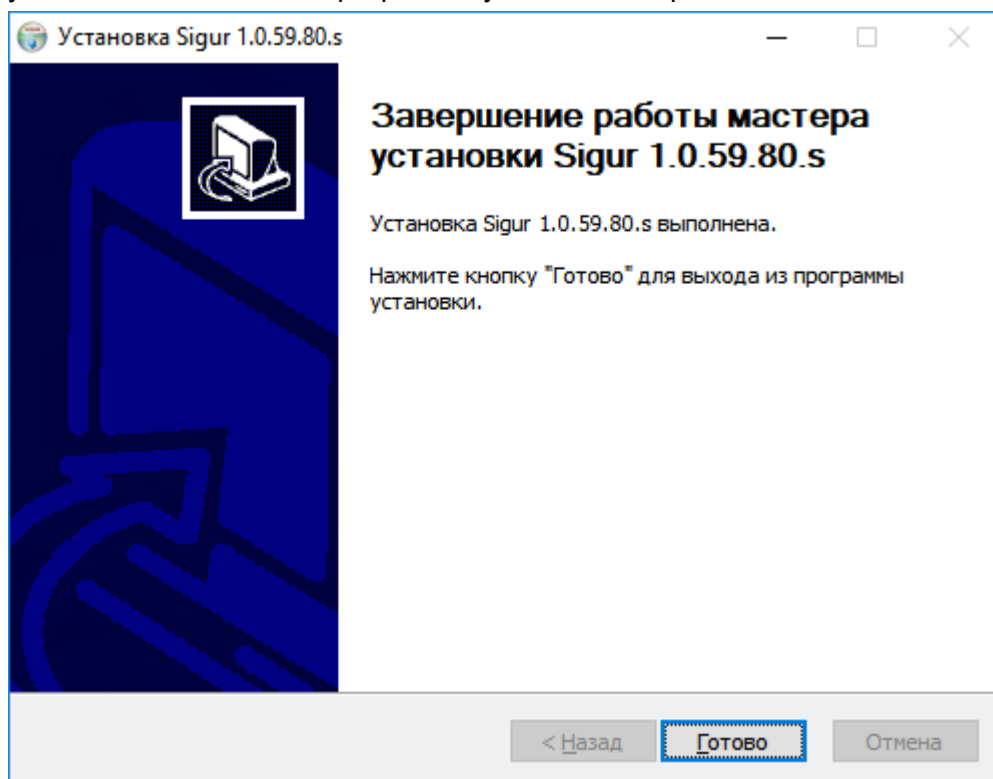 Установка Sigur 1.0.59.80.s
Завершение работы мастера
установки Sigur 1.0.59.80.s
Установка Sigur 1.0.59.80.s выполнена.
Нажмите кнопку "Готово" для выхода из программы
установки.
< Назад Готово Отмена